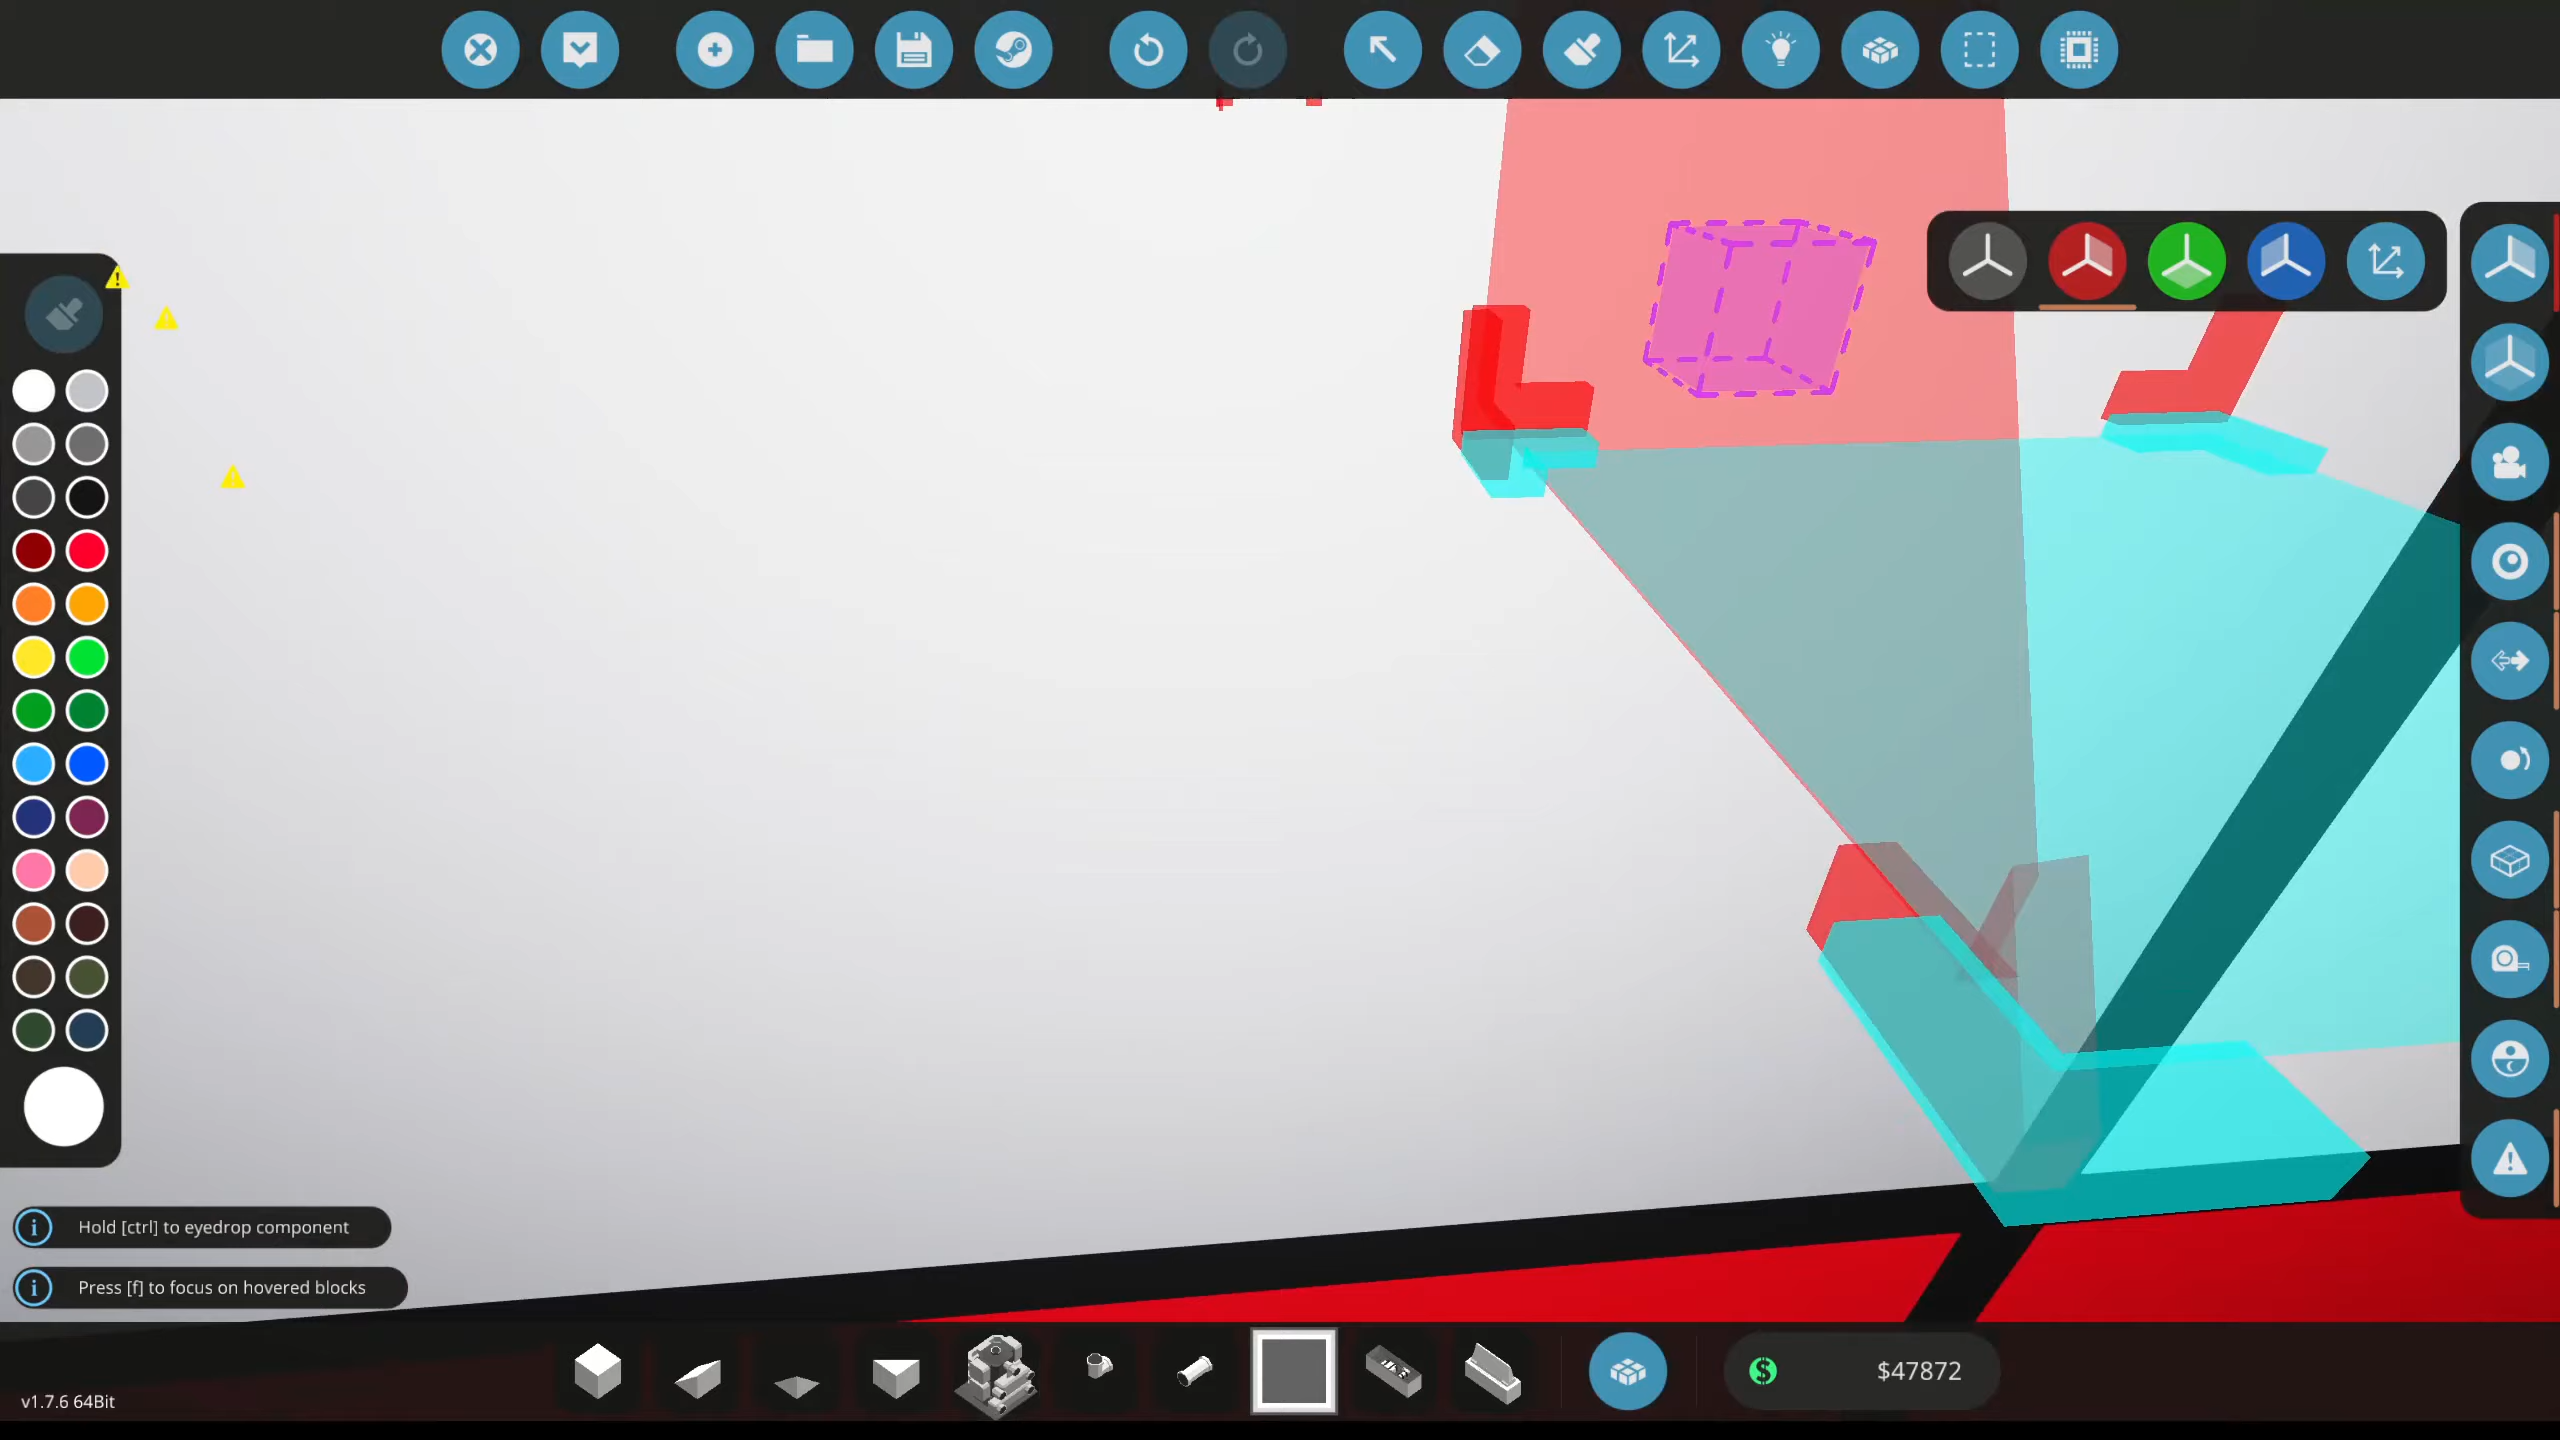 Hold [ctrl] to eyedrop component
Press [f] to focus on hovered blocks
$47872
v1.7.6 64Bit